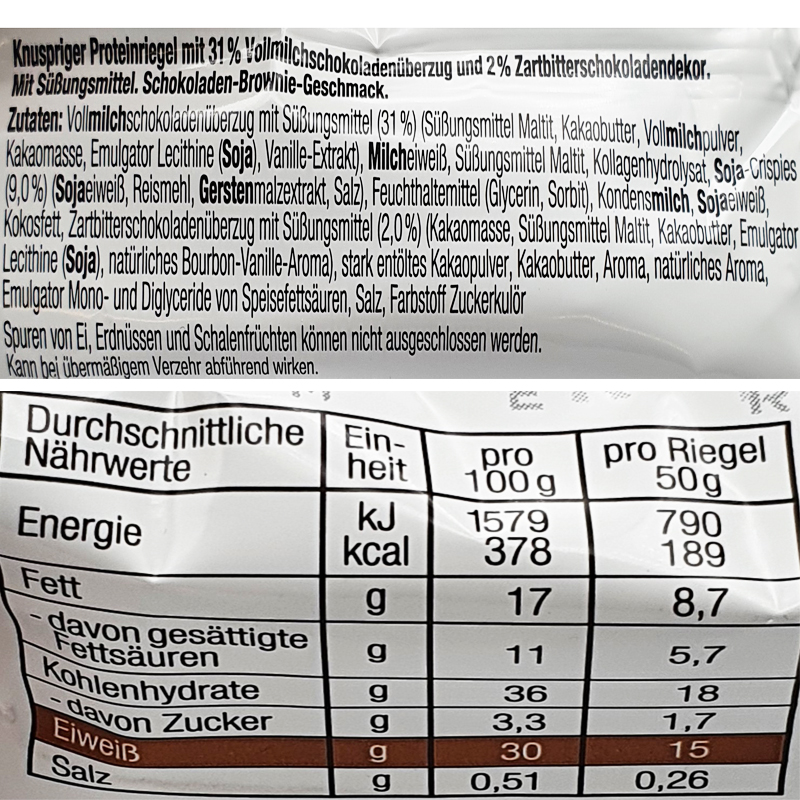 Knuspriger Proteinriegel mit 31% Vollmilchschokoladenüberzug und 2% Zartbitterschokoladendekor.
Mit Süßungsmittel. Schokoladen-Brownie-Geschmack.
Zutaten: Vollmilchschokoladenüberzug mit Süßungsmittel (31%) (Süßungsmittel Maltit, Kakaobutter, Vollmilchpulver,
Kakaomasse, Emulgator Lecithine (Soja), Vanille-Extrakt), Milcheiweiß, Süßungsmittel Maltit, Kollagenhydrolysat, Soja-Crispies
(9,0%) (Sojaeiweiß, Reismehl, Gerstenmalzextrakt, Salz), Feuchthaltemittel (Glycerin, Sorbit), Kondensmilch, Sojaeiweiß,
Kokosfett, Zartbitterschokoladenüberzug mit Süßungsmittel (2,0%) (Kakaomasse, Süßungsmittel Maltit, Kakaobutter, Emulgator
Lecithine (Soja), natürliches Bourbon-Vanille-Aroma), stark entöltes Kakaopulver, Kakaobutter, Aroma, natürliches Aroma,
Emulgator Mono- und Diglyceride von Speisefettsäuren, Salz, Farbstoff Zuckerkulör
Spuren von Ei, Erdnüssen und Schalenfrüchten können nicht ausgeschlossen werden.
Kann bei übermäßigem Verzehr abführend wirken.
Durchschnittliche Nährwerte Ein-heit pro 100g pro Riegel 50g
Energie kJ 1579 790
kcal 378 189
Fett g 17 8,7
- davon gesättigte Fettsäuren g 11 5,7
Kohlenhydrate g 36 18
- davon Zucker g 3,3 1,7
Eiweiß g 30 15
Salz g 0,51 0,26